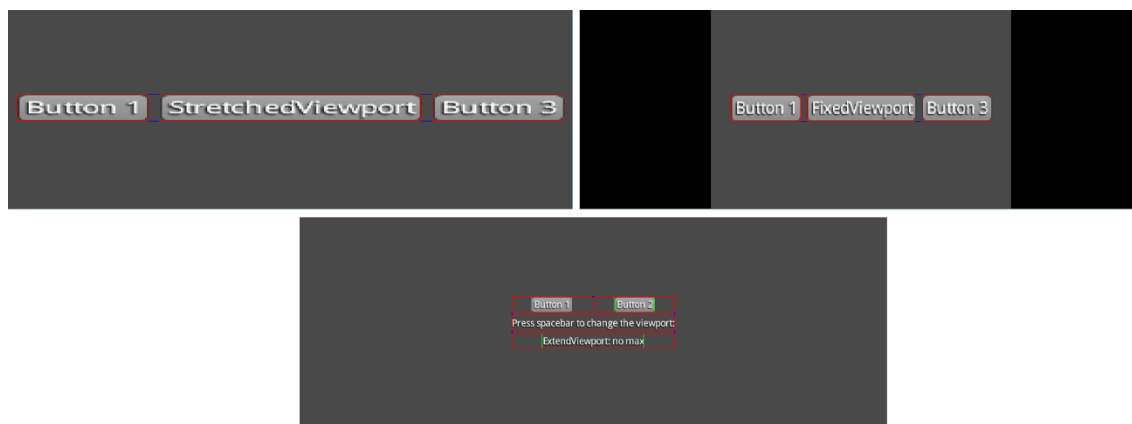 Button 1 StretchedViewport Button 3
Button 1 FixedViewport Button 3
Button 1 Button 2
Press spacebar to change the viewport:
ExtendViewport: no max